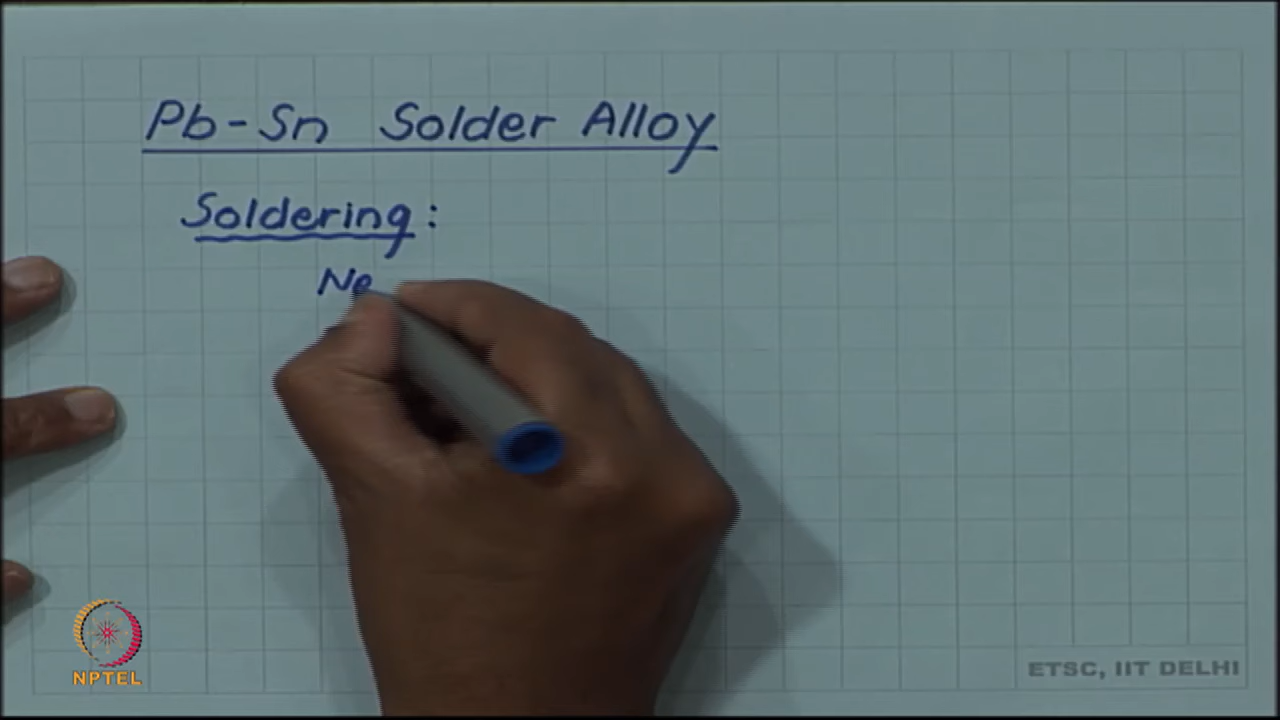 Pb-Sn Solder Alloy
Soldering:
Ne
NPTEL
ETSC, IIT DELHI